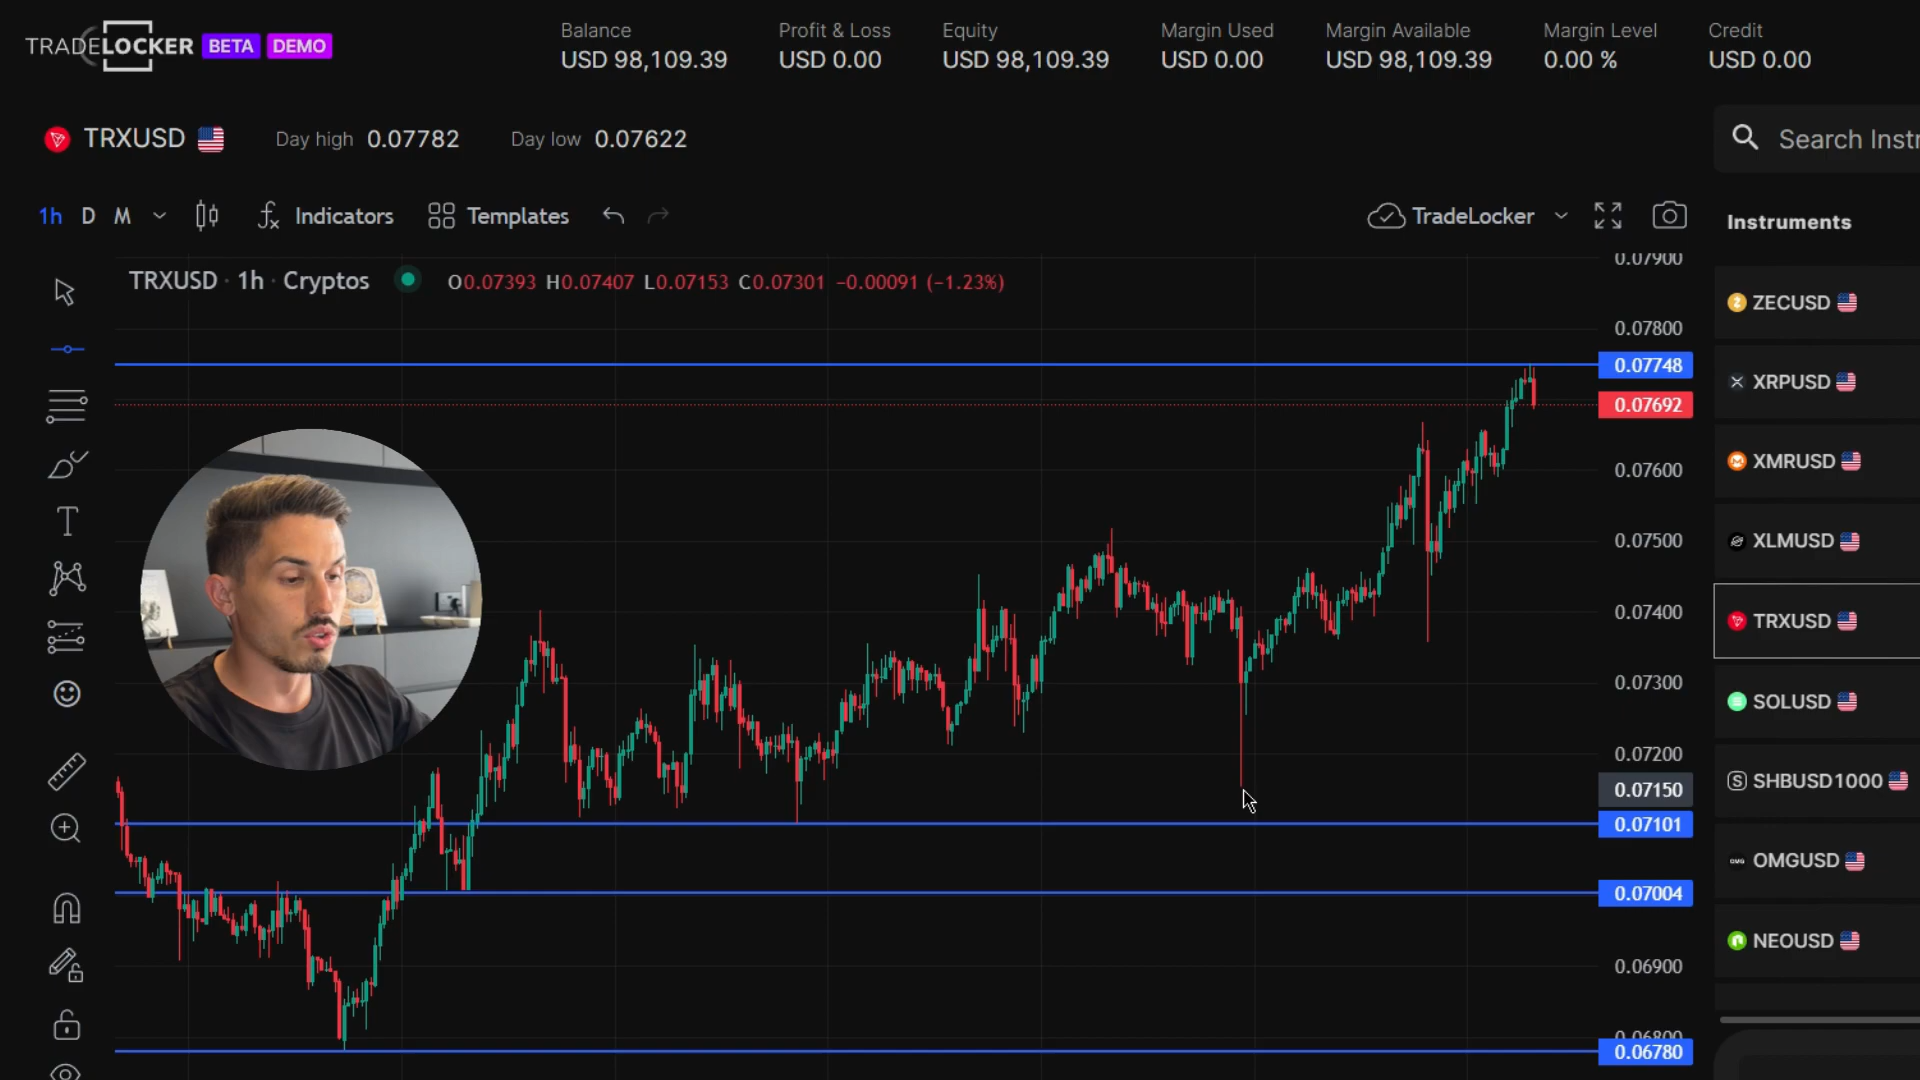 TRADELOCKER BETA DEMO
Balance
USD 98,109.39
Profit & Loss
USD 0.00
Equity
USD 98,109.39
Margin Used
USD 0.00
Margin Available
USD 98,109.39
Margin Level
0.00 %
Credit
USD 0.00
TRXUSD
Day high 0.07782
Day low 0.07622
Search Instr
1h D M
Indicators
Templates
TradeLocker
Instruments
TRXUSD · 1h · Cryptos
O0.07393 H0.07407 L0.07153 C0.07301 −0.00091 (−1.23%)
0.07900
0.07800
0.07748
0.07692
0.07600
0.07500
0.07400
0.07300
0.07200
0.07150
0.07101
0.07004
0.06900
0.06800
0.06780
ZECUSD
XRPUSD
XMRUSD
XLMUSD
TRXUSD
SOLUSD
SHBUSD1000
OMGUSD
NEOUSD